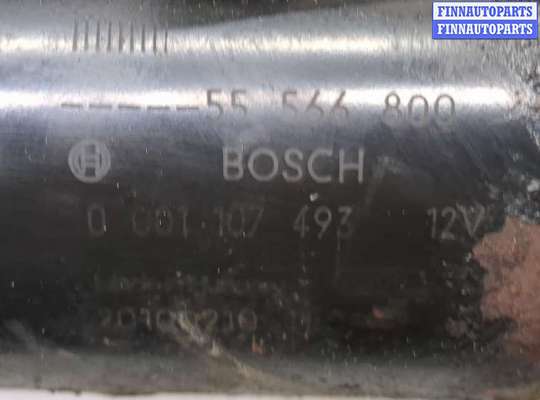 FINNAUTOPARTS
FINNAUTOPARTS
-----55 566 800
BOSCH
0 001 107 493 12V